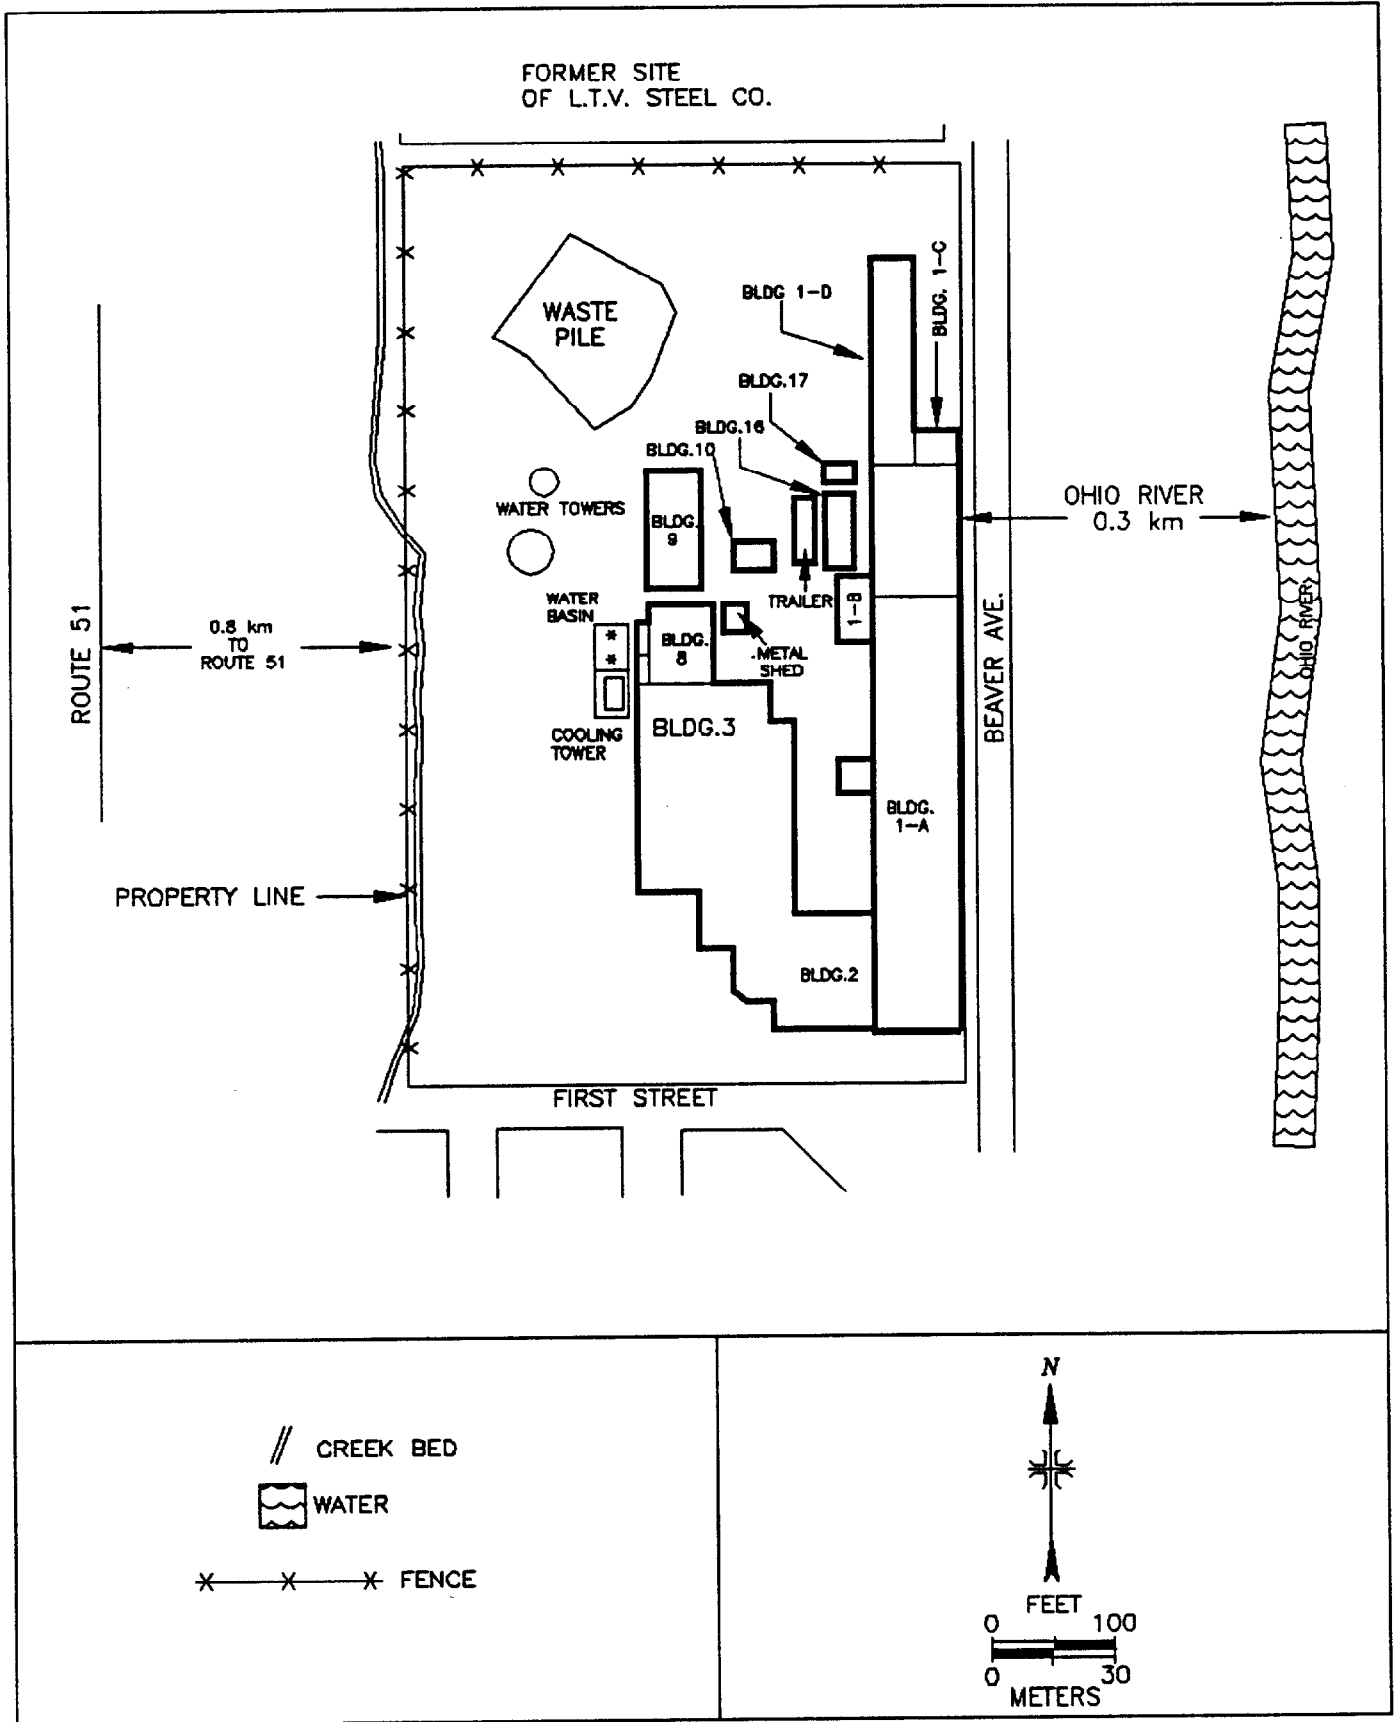 FORMER SITE
OF L.T.V. STEEL CO.
WASTE
PILE
BLDG 1-D
BLDG. 1-C
BLDG.17
BLDG.16
BLDG.10
WATER TOWERS
BLDG.
9
OHIO RIVER
0.3 km
TRAILER
1-B
WATER
BASIN
* 
*
BLDG.
8
.METAL
SHED
ROUTE 51
0.8 km
TO
ROUTE 51
COOLING
TOWER
BLDG.3
BEAVER AVE.
OHIO RIVER
BLDG.
1-A
PROPERTY LINE
BLDG.2
FIRST STREET
CREEK BED
WATER
FENCE
N
FEET
0 100
0 30
METERS